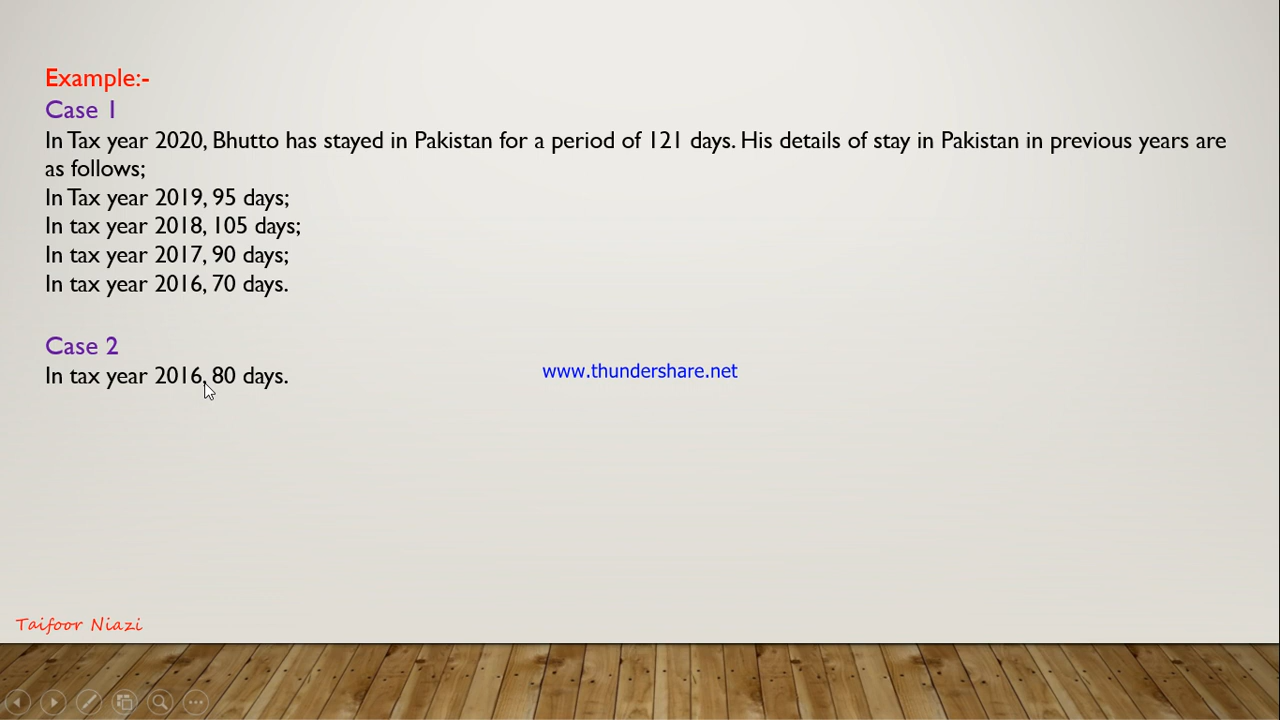 Example:-
Case 1
In Tax year 2020, Bhutto has stayed in Pakistan for a period of 121 days. His details of stay in Pakistan in previous years are
as follows;
In Tax year 2019, 95 days;
In tax year 2018, 105 days;
In tax year 2017, 90 days;
In tax year 2016, 70 days.
Case 2
In tax year 2016, 80 days.
www.thundershare.net
Taifoor Niazi